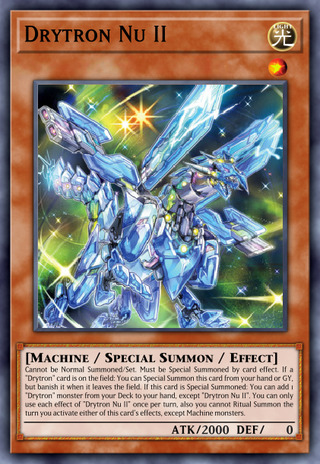 Drytron Nu II
LIGHT
光
[Machine / Special Summon / Effect]
Cannot be Normal Summoned/Set. Must be Special Summoned by card effect. If a
"Drytron" card is on the field: You can Special Summon this card from your hand or GY,
but banish it when it leaves the field. If this card is Special Summoned: You can add 1
"Drytron" monster from your Deck to your hand, except "Drytron Nu II". You can only
use each effect of "Drytron Nu II" once per turn, also you cannot Ritual Summon the
turn you activate either of this card's effects, except Machine monsters.
ATK/2000 DEF/ 0